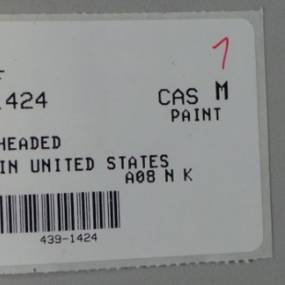 7
1424
CAS M
PAINT
HEADED
IN UNITED STATES
A08 N K
439-1424